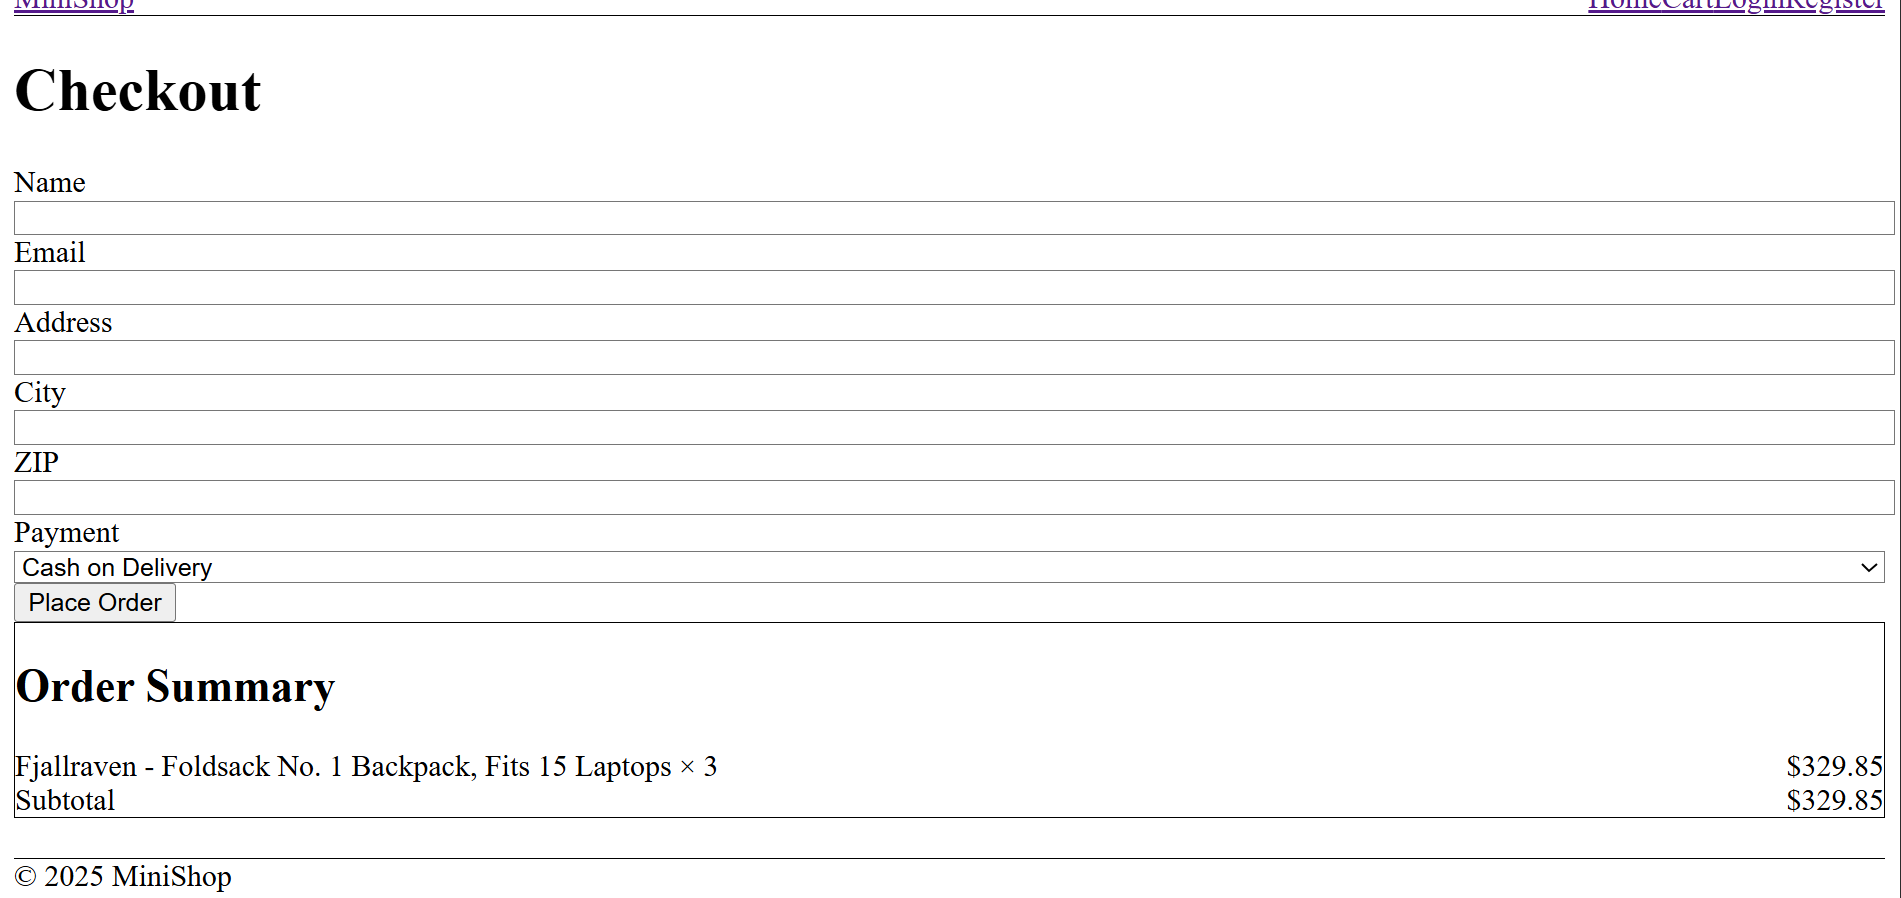 MiniShop HomeCartLoginRegister
Checkout
Name
Email
Address
City
ZIP
Payment
Cash on Delivery
Place Order
Order Summary
Fjallraven - Foldsack No. 1 Backpack, Fits 15 Laptops × 3 $329.85
Subtotal $329.85
© 2025 MiniShop